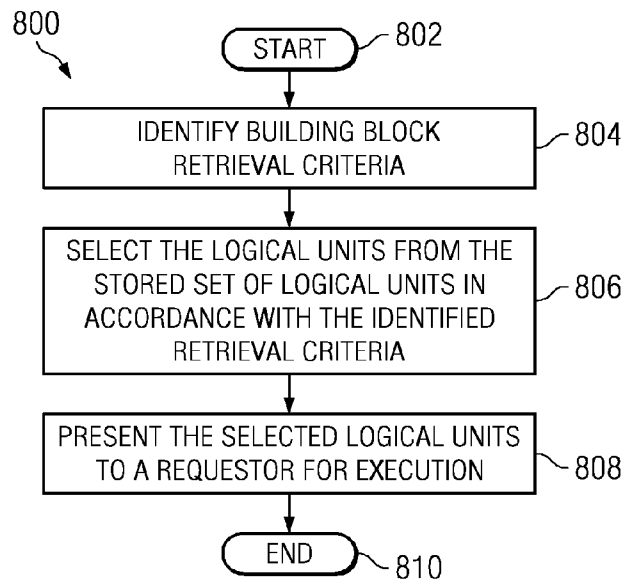 800
START
802
IDENTIFY BUILDING BLOCK
RETRIEVAL CRITERIA
804
SELECT THE LOGICAL UNITS FROM THE
STORED SET OF LOGICAL UNITS IN
ACCORDANCE WITH THE IDENTIFIED
RETRIEVAL CRITERIA
806
PRESENT THE SELECTED LOGICAL UNITS
TO A REQUESTOR FOR EXECUTION
808
END
810